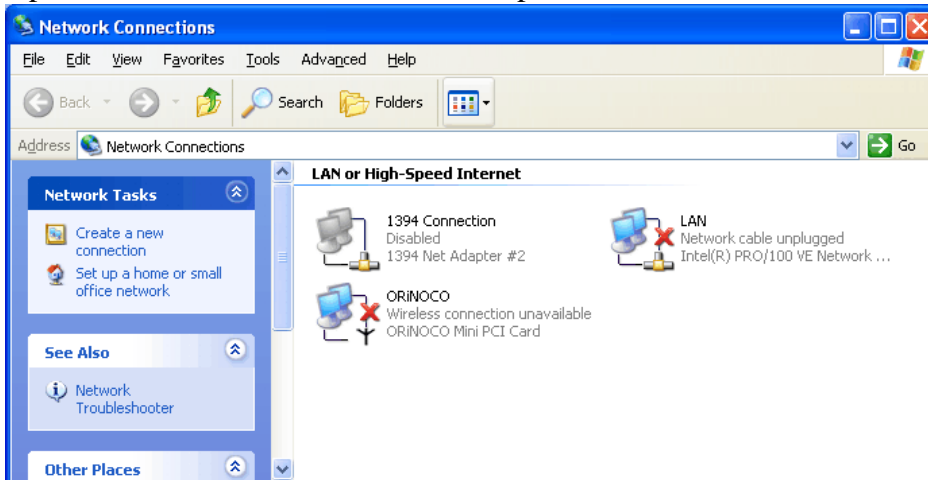 Network Connections
File Edit View Favorites Tools Advanced Help
Back Search Folders
Address Network Connections Go
Network Tasks
Create a new
connection
Set up a home or small
office network
See Also
Network
Troubleshooter
Other Places
LAN or High-Speed Internet
1394 Connection
Disabled
1394 Net Adapter #2
LAN
Network cable unplugged
Intel(R) PRO/100 VE Network ...
ORiNOCO
Wireless connection unavailable
ORiNOCO Mini PCI Card